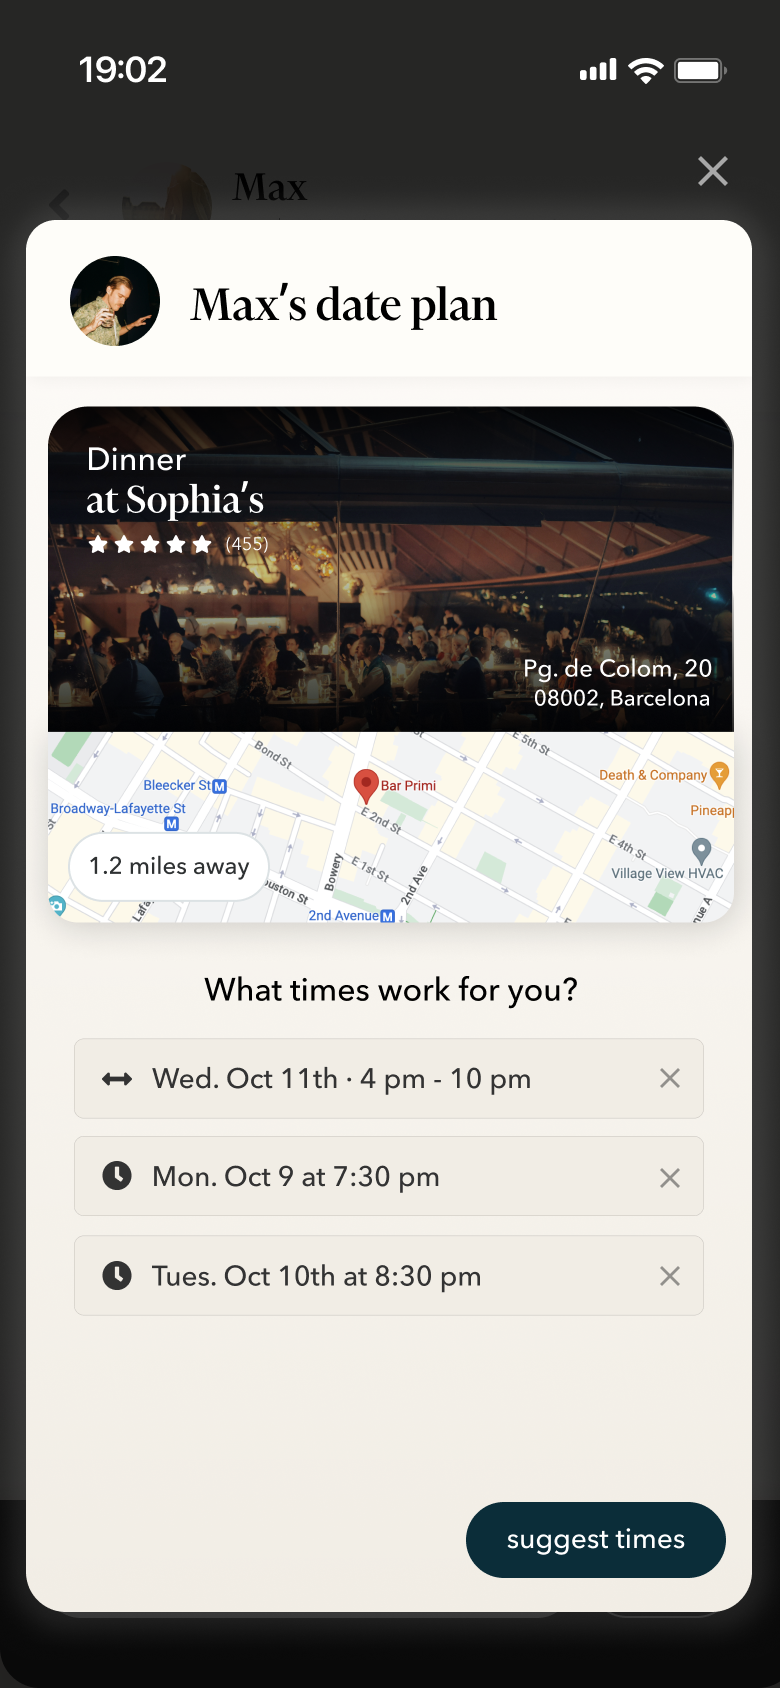 19:02
Max
Max's date plan
Dinner
at Sophia's
(455)
Pg. de Colom, 20
08002, Barcelona
E 5th St
Bond St
Death & Company
Bleecker St M
Bar Primi
Broadway-Lafayette St
M
E 2nd St
E 4th St
1.2 miles away
Bowery
E 1st St
2nd Ave
Village View HVAC
2nd Avenue M
What times work for you?
Wed. Oct 11th · 4 pm - 10 pm
Mon. Oct 9 at 7:30 pm
Tues. Oct 10th at 8:30 pm
suggest times